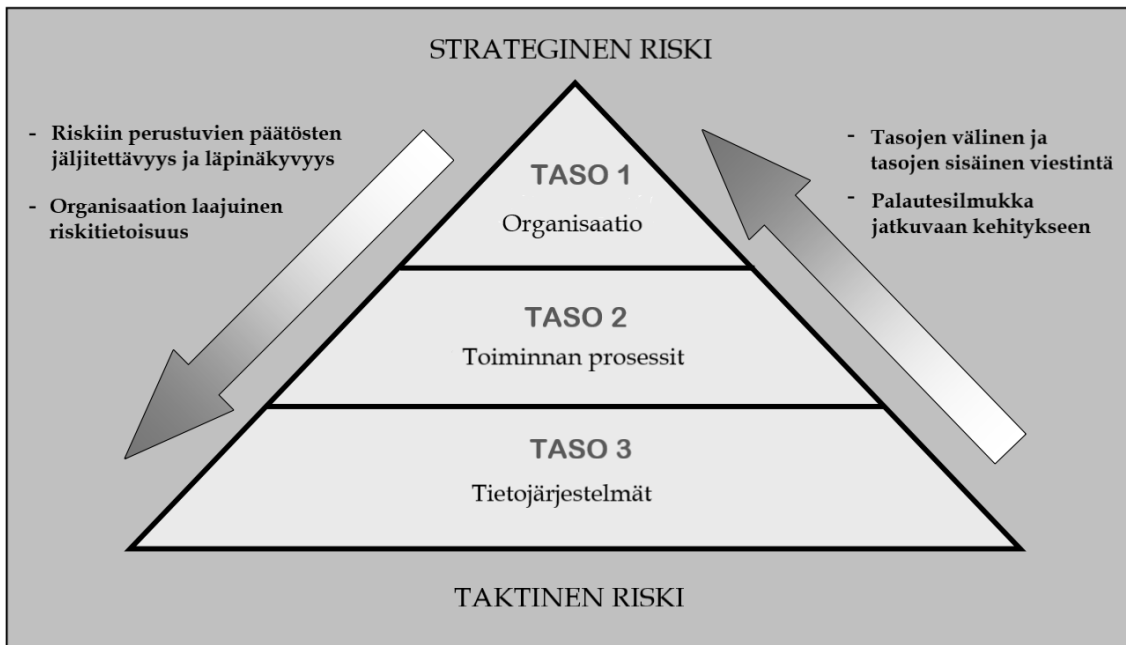 STRATEGINEN RISKI
- Riskiin perustuvien päätösten
jäljitettävyys ja läpinäkyvyys
- Organisaation laajuinen
riskitietoisuus
- Tasojen välinen ja
tasojen sisäinen viestintä
- Palautesilmukka
jatkuvaan kehitykseen
TASO 1
Organisaatio
TASO 2
Toiminnan prosessit
TASO 3
Tietojärjestelmät
TAKTINEN RISKI